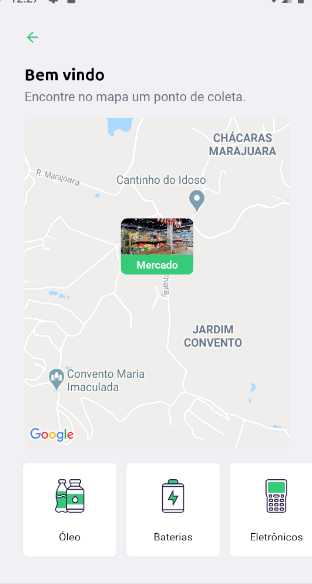 12:27
Bem vindo
Encontre no mapa um ponto de coleta.
CHÁCARAS
MARAJUARA
R. Marajoara
Cantinho do Idoso
Mercado
JARDIM
CONVENTO
Convento Maria
Imaculada
Google
Óleo
Baterias
Eletrônicos